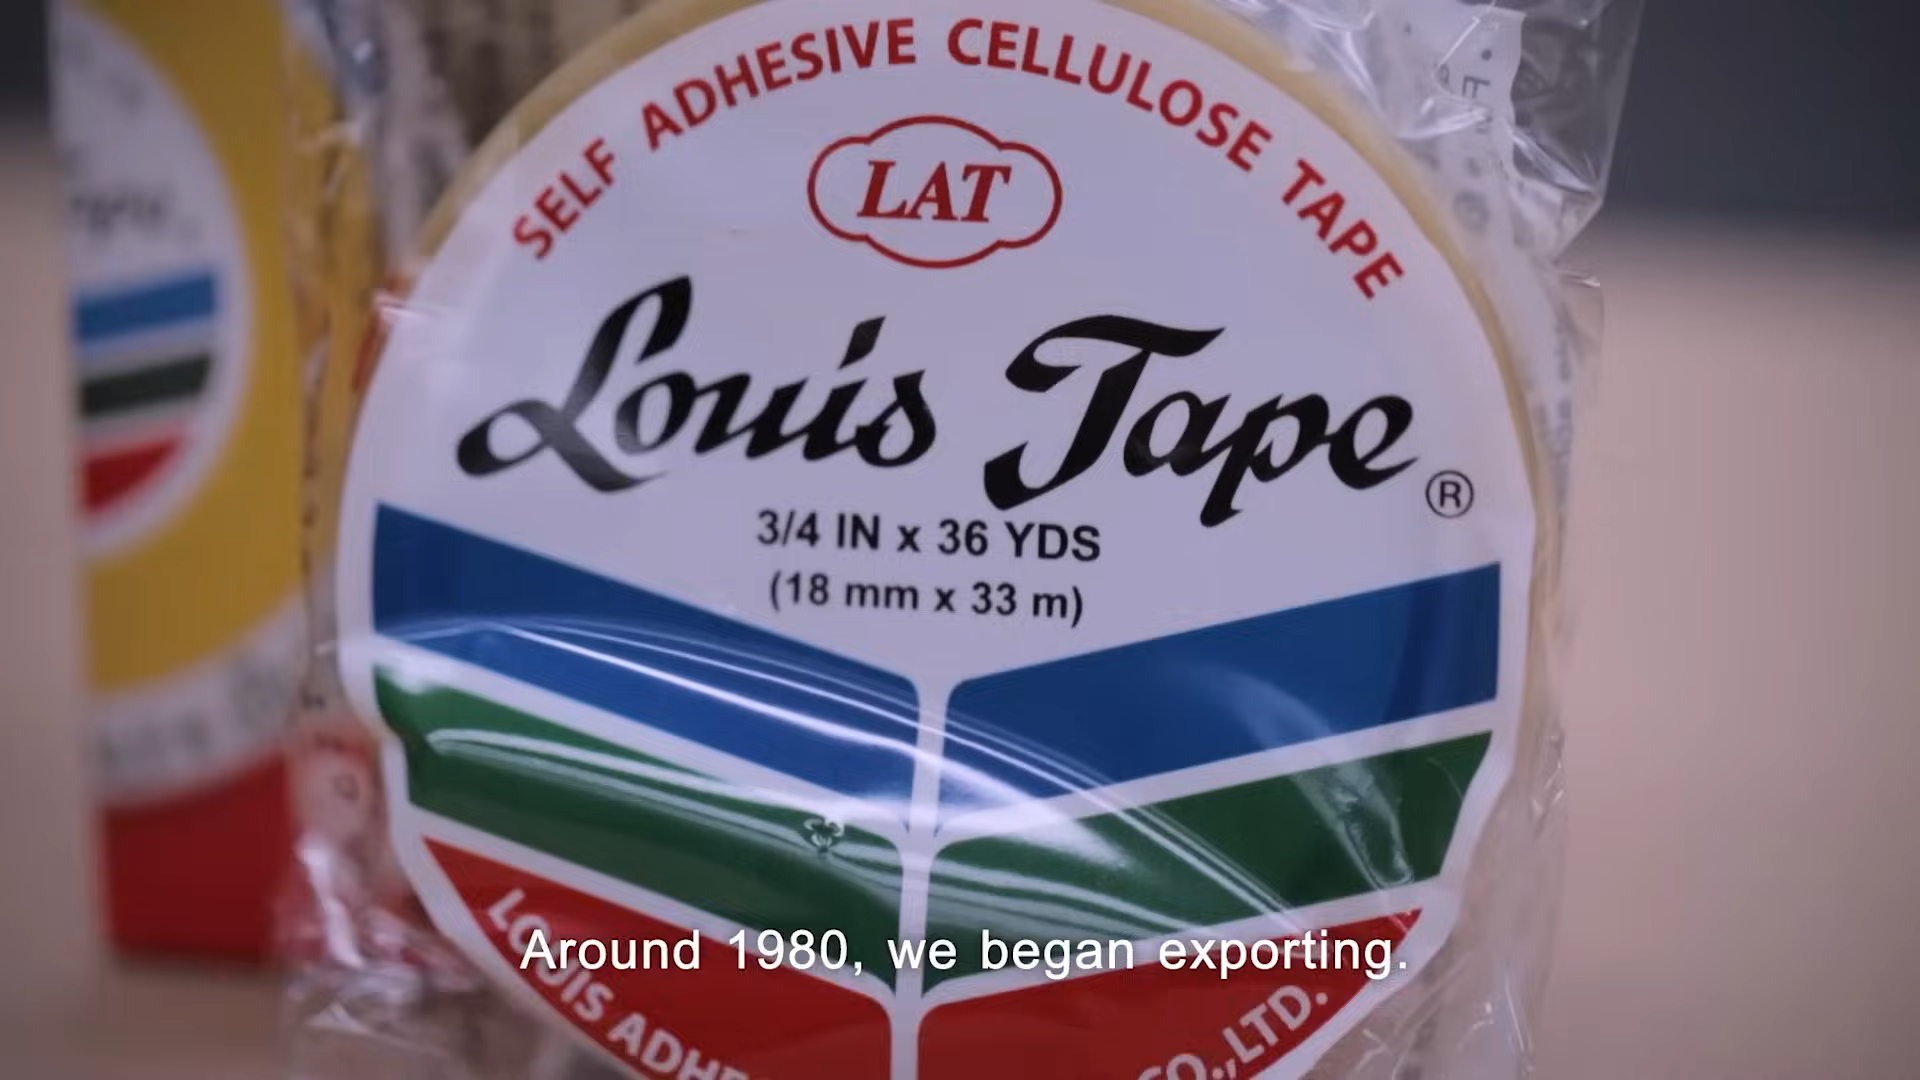 SELF ADHESIVE CELLULOSE TAPE
LAT
Louis Tape ®
3/4 IN x 36 YDS
(18 mm x 33 m)
Around 1980, we began exporting.
LOUIS
CO.,LTD.